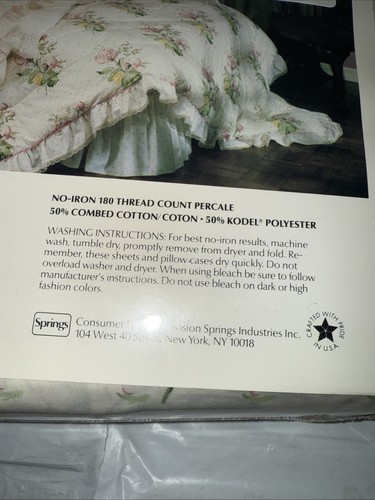 NO-IRON 180 THREAD COUNT PERCALE
50% COMBED COTTON/COTON • 50% KODEL® POLYESTER
WASHING INSTRUCTIONS: For best no-iron results, machine
wash, tumble dry, promptly remove from dryer and fold. Re-
member, these sheets and pillow cases dry quickly. Do not
overload washer and dryer. When using bleach be sure to follow
manufacturer's instructions. Do not use bleach on dark or high
fashion colors.
Springs
Consumer Springs Industries Inc.
104 West 40 New York, NY 10018
CRAFTED WITH PRIDE
IN U.S.A.